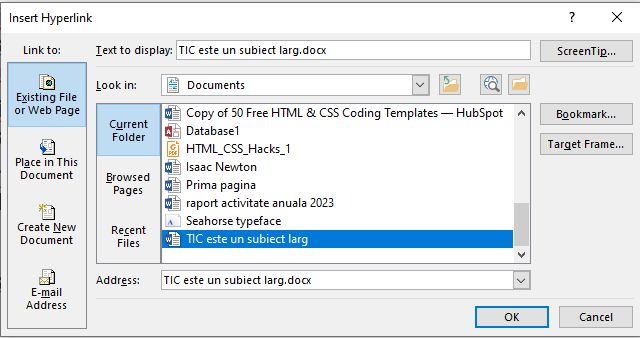 Insert Hyperlink
? ×
Link to:
Text to display: TIC este un subiect larg.docx
ScreenTip...
Existing File
or Web Page
Place in This
Document
Create New
Document
E-mail
Address
Look in: Documents
Current
Folder
Browsed
Pages
Recent
Files
Copy of 50 Free HTML & CSS Coding Templates — HubSpot
Database1
HTML_CSS_Hacks_1
Isaac Newton
Prima pagina
raport activitate anuala 2023
Seahorse typeface
TIC este un subiect larg
Bookmark...
Target Frame...
Address: TIC este un subiect larg.docx
OK
Cancel